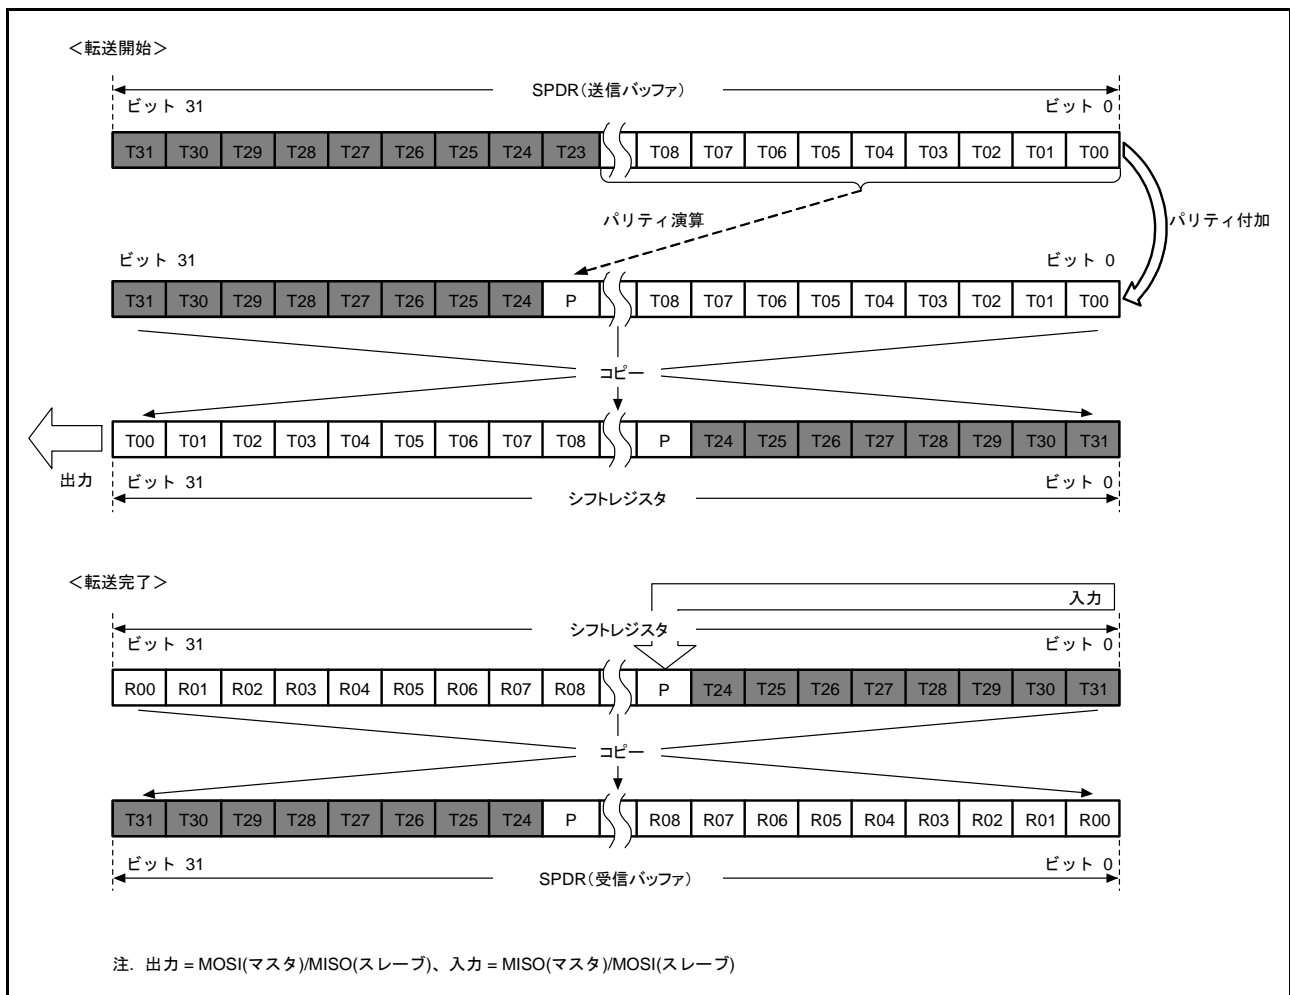 ＜転送開始＞
SPDR（送信バッファ）
ビット 31 ビット 0
T31 T30 T29 T28 T27 T26 T25 T24 T23 T08 T07 T06 T05 T04 T03 T02 T01 T00
パリティ演算 パリティ付加
ビット 31 ビット 0
T31 T30 T29 T28 T27 T26 T25 T24 P T08 T07 T06 T05 T04 T03 T02 T01 T00
コピー
T00 T01 T02 T03 T04 T05 T06 T07 T08 P T24 T25 T26 T27 T28 T29 T30 T31
出力 ビット 31 ビット 0
シフトレジスタ
＜転送完了＞
入力
シフトレジスタ
ビット 31 ビット 0
R00 R01 R02 R03 R04 R05 R06 R07 R08 P T24 T25 T26 T27 T28 T29 T30 T31
コピー
T31 T30 T29 T28 T27 T26 T25 T24 P R08 R07 R06 R05 R04 R03 R02 R01 R00
ビット 31 ビット 0
SPDR（受信バッファ）
注. 出力 = MOSI(マスタ)/MISO(スレーブ)、入力 = MISO(マスタ)/MOSI(スレーブ)